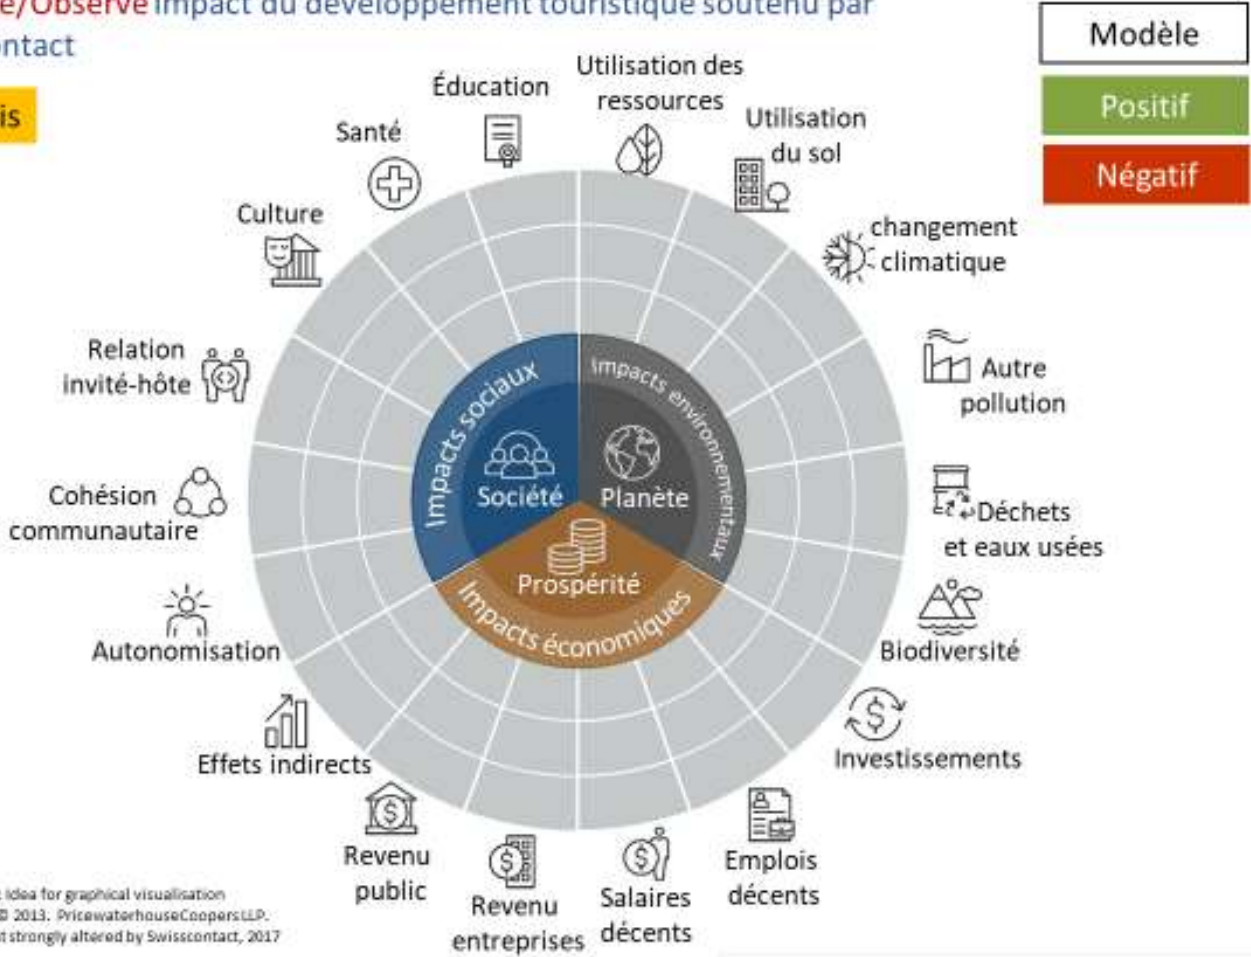 é/Observé Impact du développement touristique soutenu par
ontact
is
Modèle
Positif
Négatif
Éducation
Utilisation des
ressources
Utilisation
du sol
Santé
Culture
changement
climatique
Relation
invité-hôte
Autre
pollution
Cohésion
communautaire
Déchets
et eaux usées
Autonomisation
Biodiversité
Effets indirects
Investissements
Revenu
public
Revenu
entreprises
Salaires
décents
Emplois
décents
Impacts sociaux
Société
Impacts environnementaux
Planète
Prospérité
Impacts économiques
: Idea for graphical visualisation
© 2013. PricewaterhouseCoopers LLP.
t strongly altered by Swisscontact, 2017